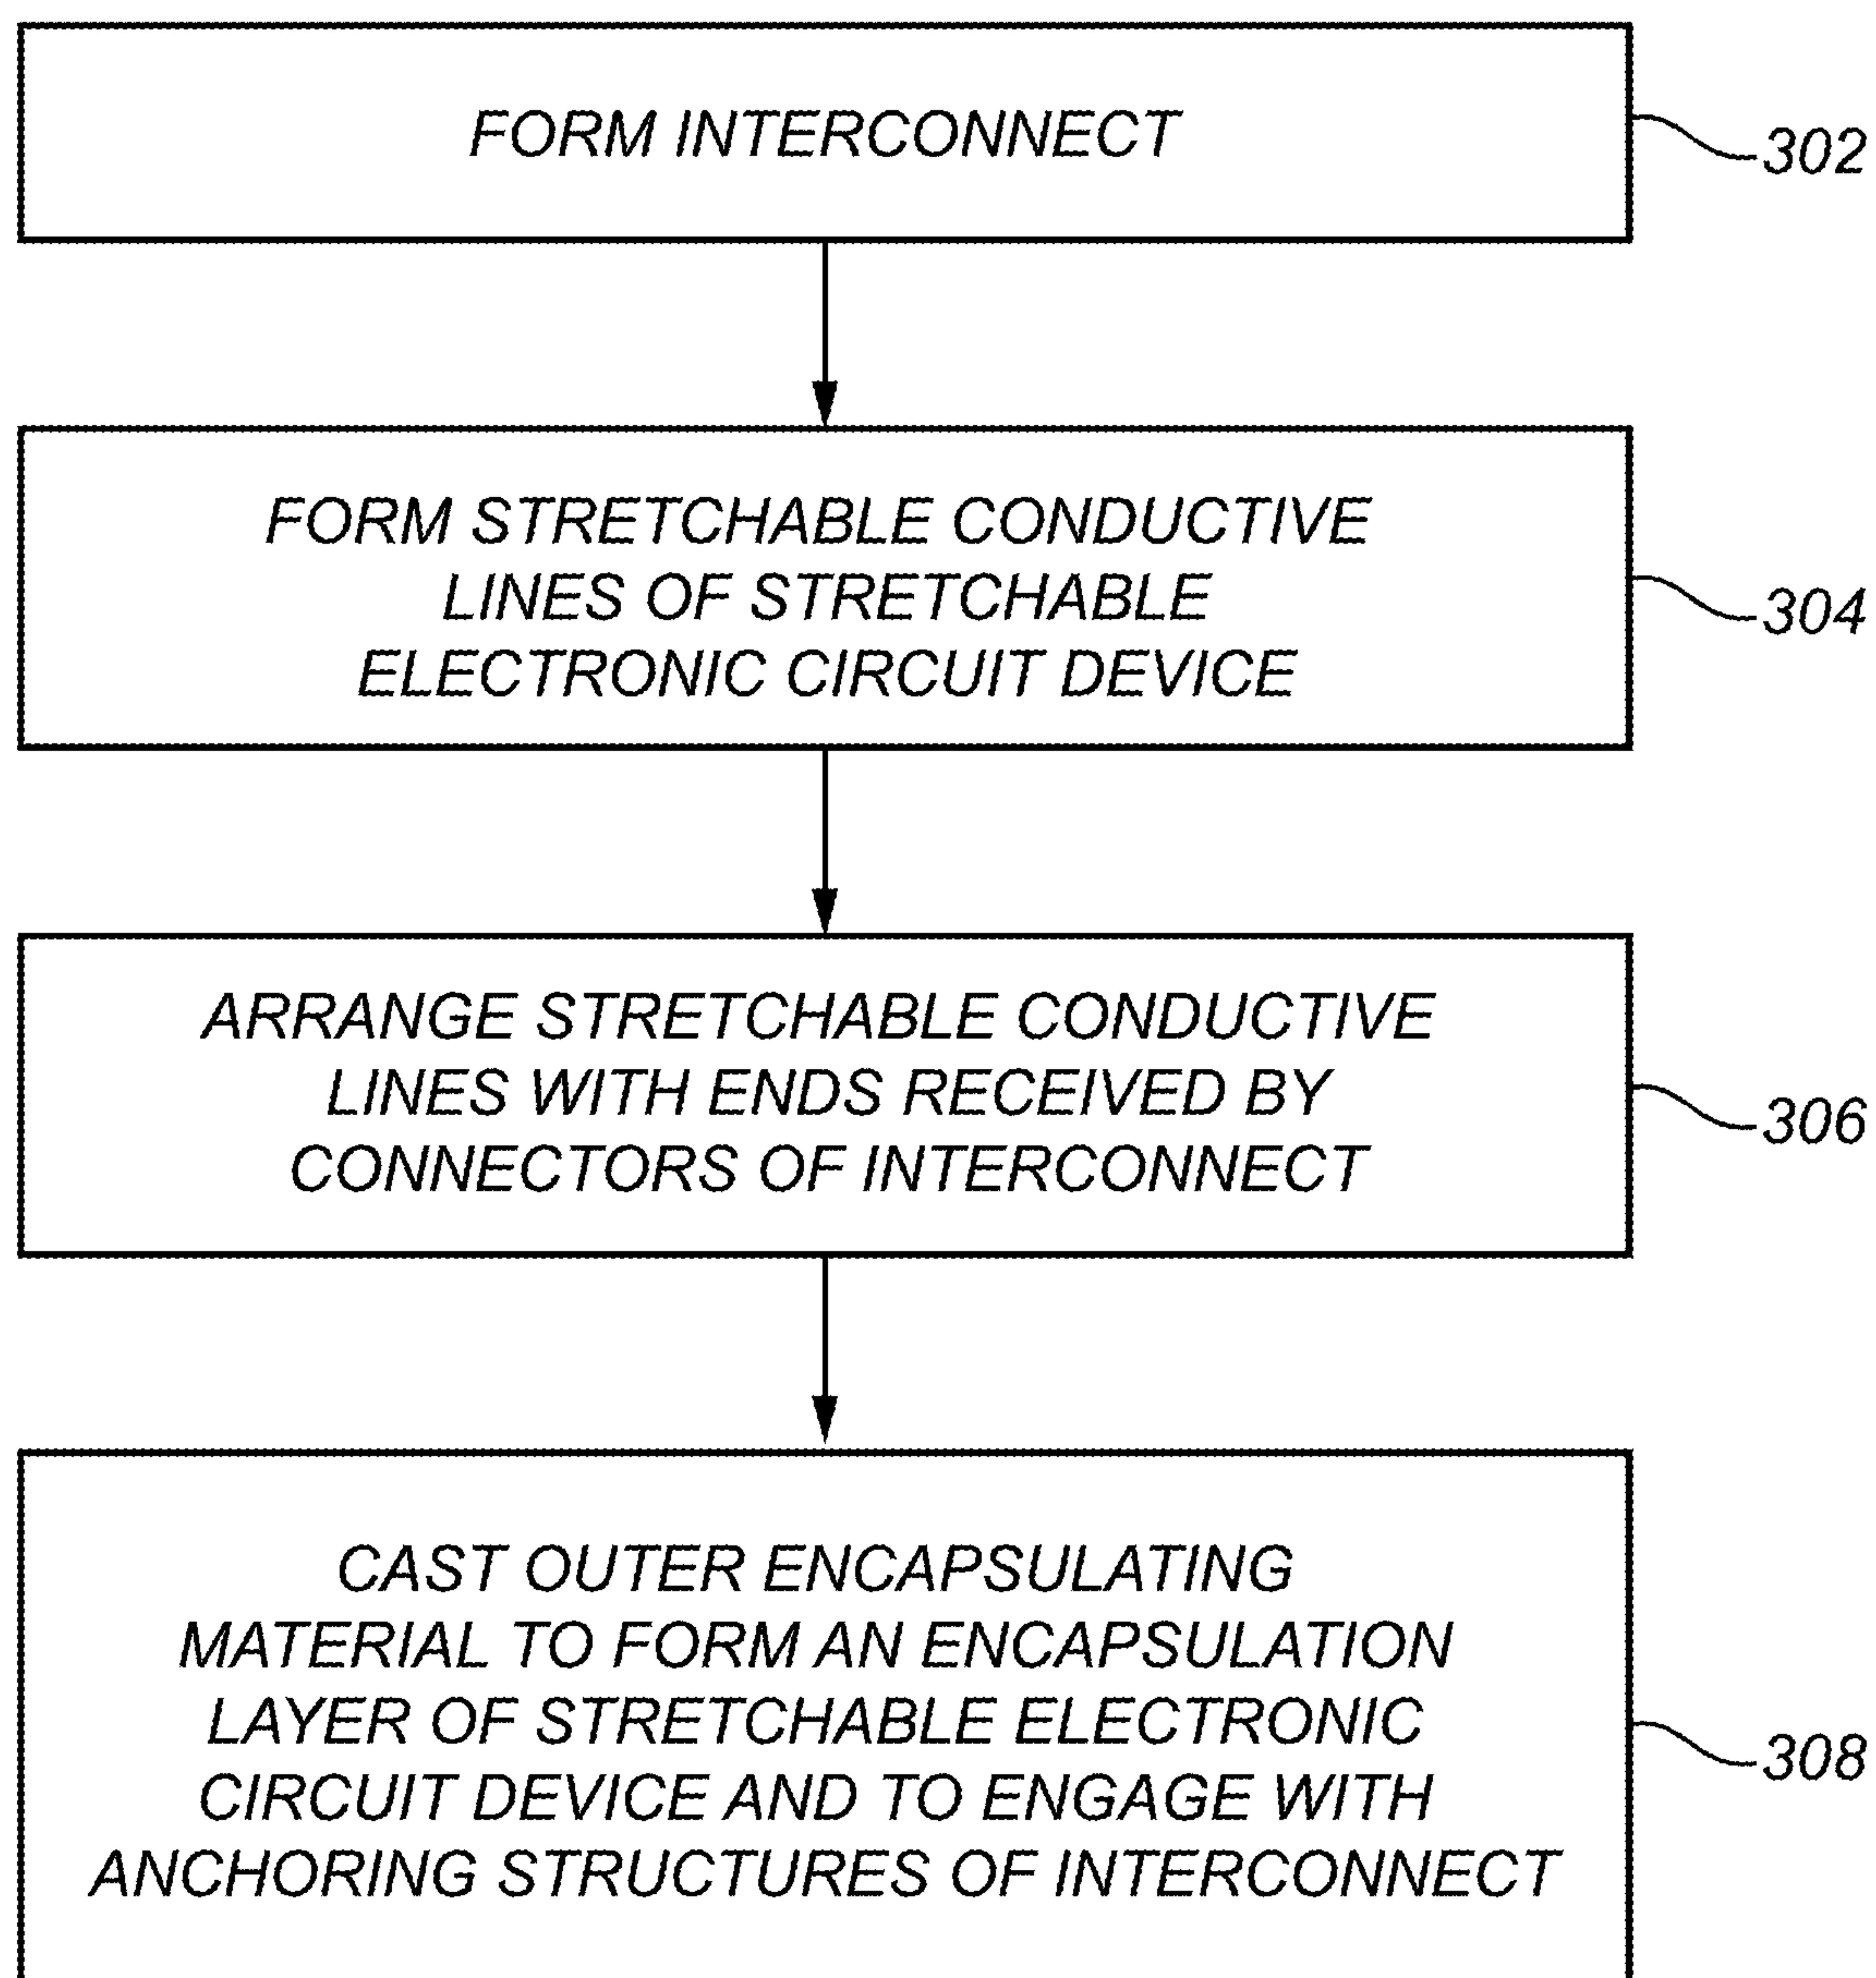 FORM INTERCONNECT
302
FORM STRETCHABLE CONDUCTIVE
LINES OF STRETCHABLE
ELECTRONIC CIRCUIT DEVICE
304
ARRANGE STRETCHABLE CONDUCTIVE
LINES WITH ENDS RECEIVED BY
CONNECTORS OF INTERCONNECT
306
CAST OUTER ENCAPSULATING
MATERIAL TO FORM AN ENCAPSULATION
LAYER OF STRETCHABLE ELECTRONIC
CIRCUIT DEVICE AND TO ENGAGE WITH
ANCHORING STRUCTURES OF INTERCONNECT
308